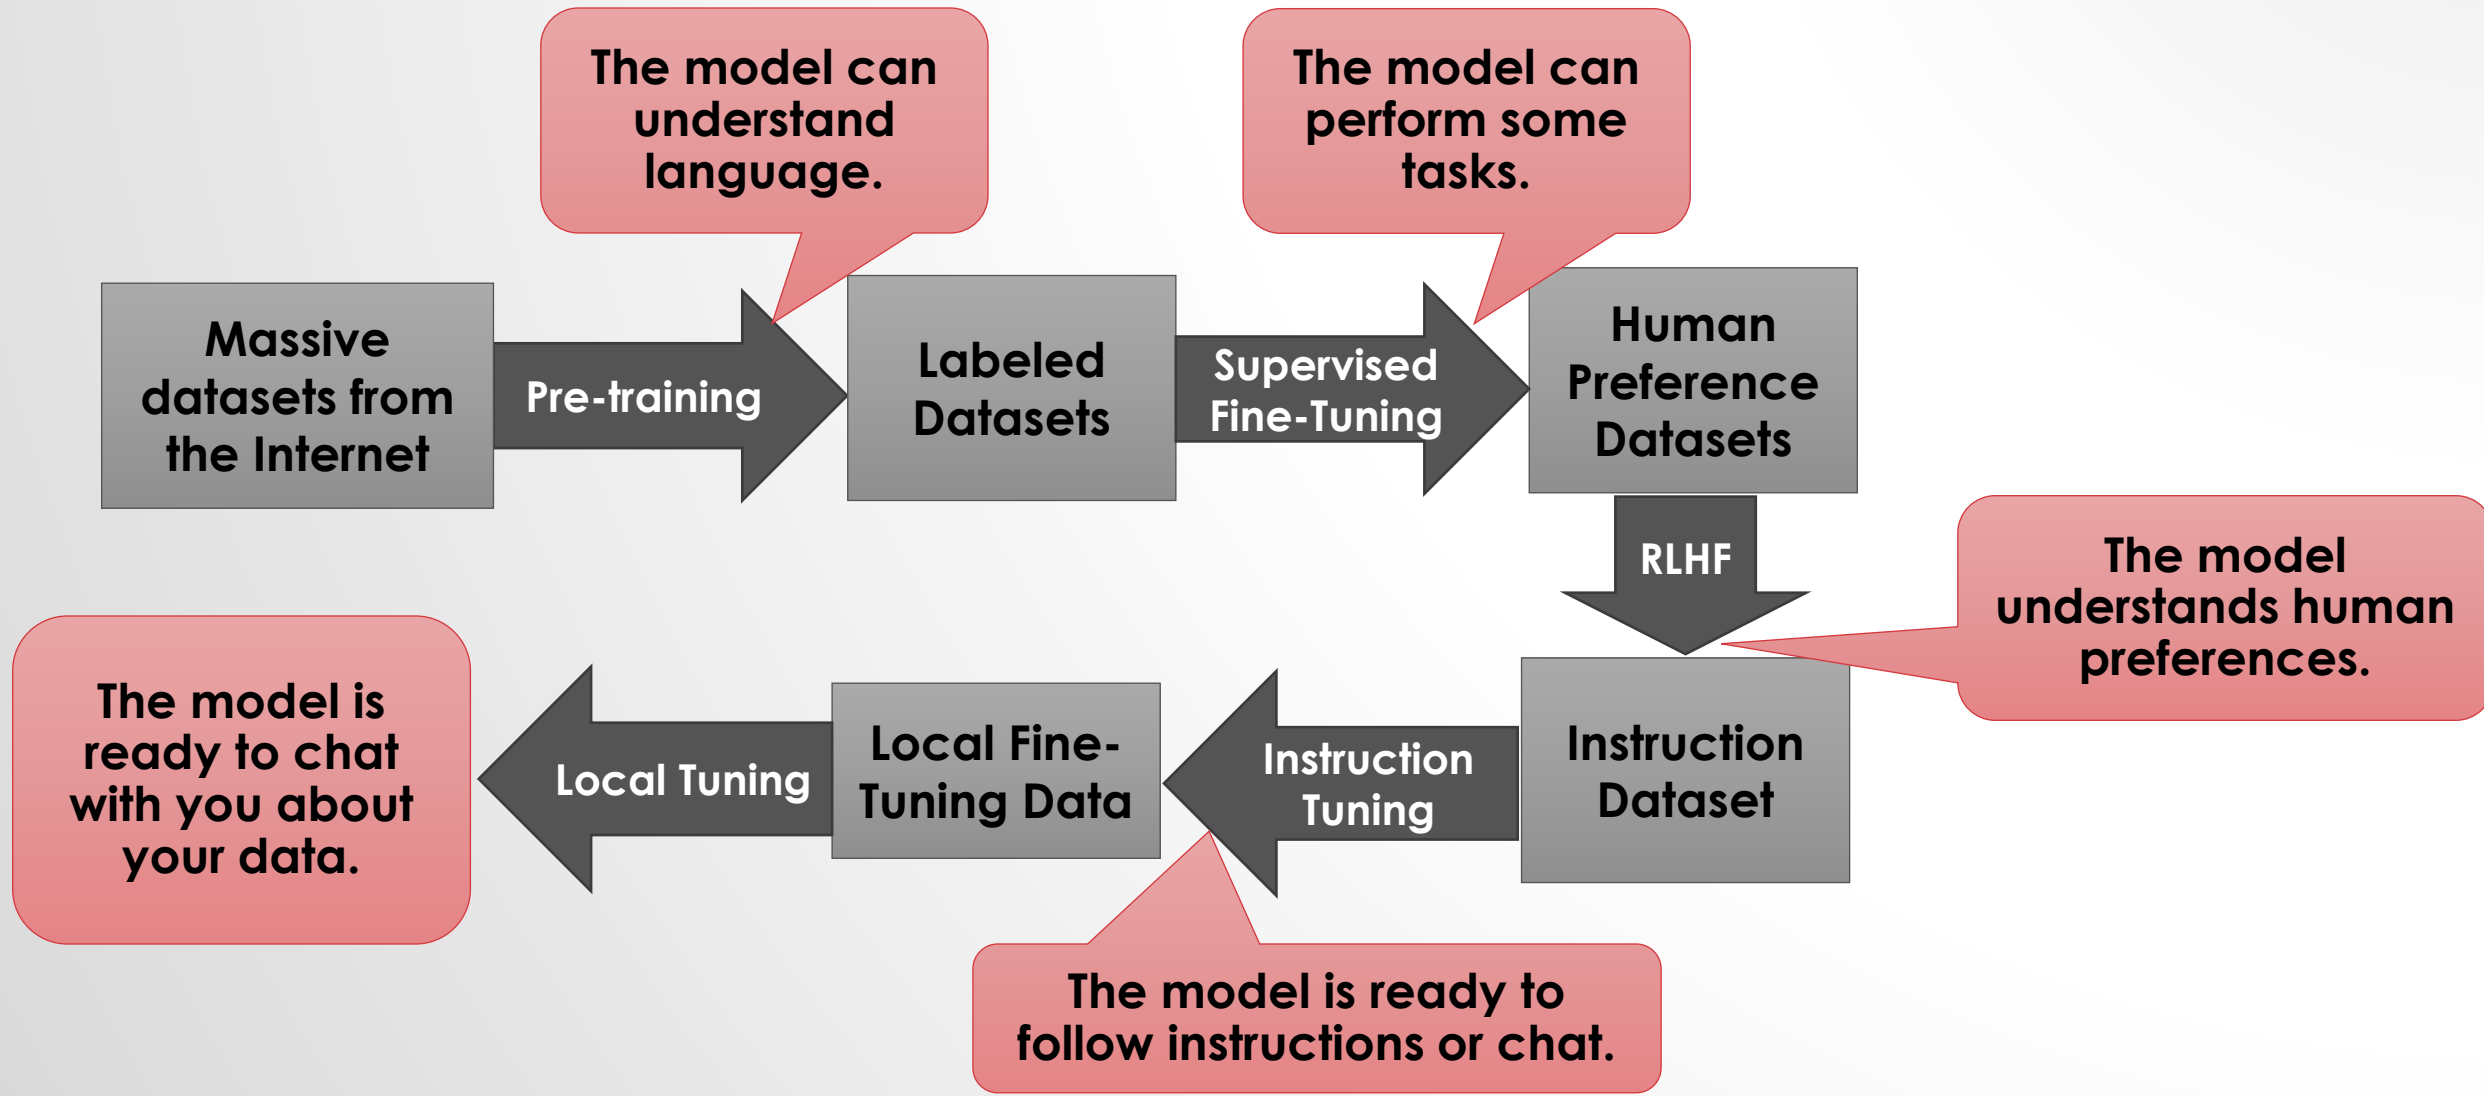 The model can
understand
language.
The model can
perform some
tasks.
Massive
datasets from
the Internet
Pre-training
Labeled
Datasets
Supervised
Fine-Tuning
Human
Preference
Datasets
RLHF
The model
understands human
preferences.
Instruction
Dataset
Instruction
Tuning
The model is ready to
follow instructions or chat.
Local Fine-
Tuning Data
Local Tuning
The model is
ready to chat
with you about
your data.